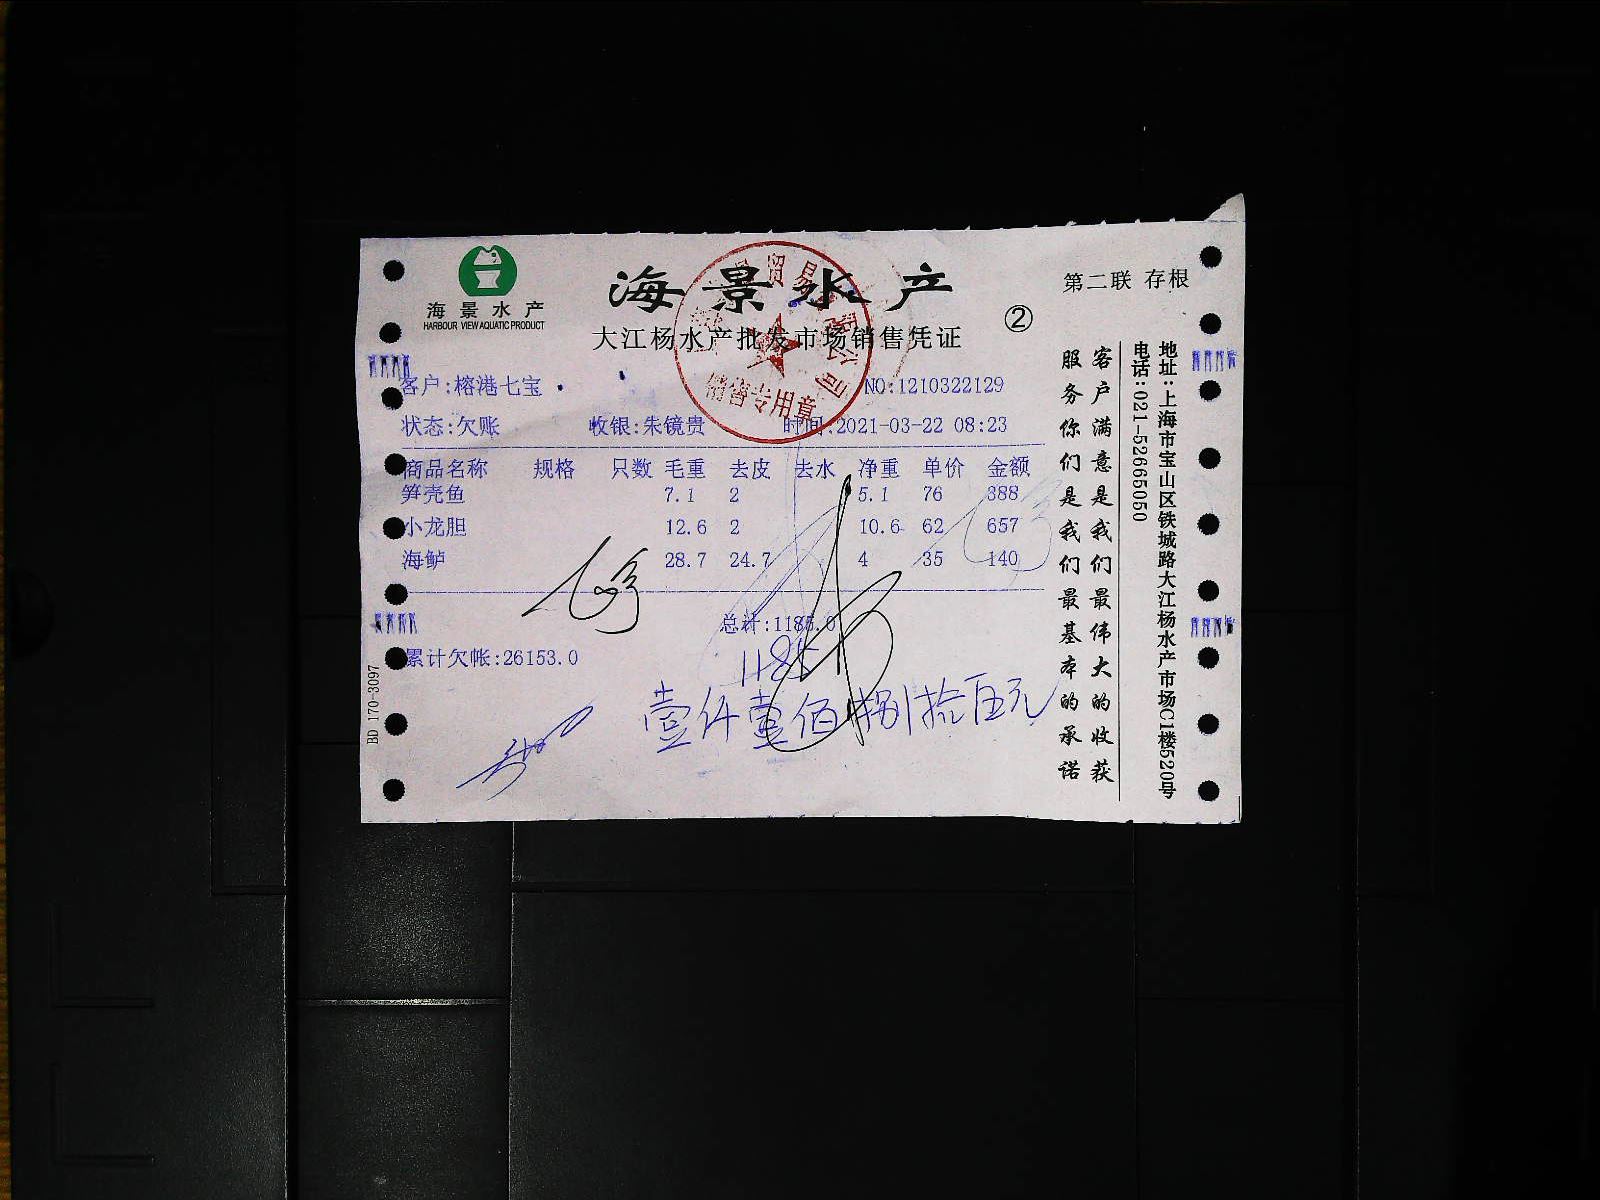 海景水产
HARBOUR VIEW AQUATIC PRODUCT
海景水产
大江杨水产批发市场销售凭证
②
第二联 存根
客户:榕港七宝
NO:1210322129
状态:欠账 收银:朱镜贵 时间:2021-03-22 08:23
商品名称 规格 只数 毛重 去皮 去水 净重 单价 金额
笋壳鱼 7.1 2 5.1 76 388
小龙胆 12.6 2 10.6 62 657
海鲈 28.7 24.7 4 35 140
总计:1185.0
累计欠帐:26153.0
1185
壹仟壹佰捌拾伍元
BD 170-3097
销售专用章
客户满意是我们最伟大的收获
服务你们是我们最基本的承诺
地址:上海市宝山区铁城路大江杨水产市场C1楼520号
电话:021-52665050